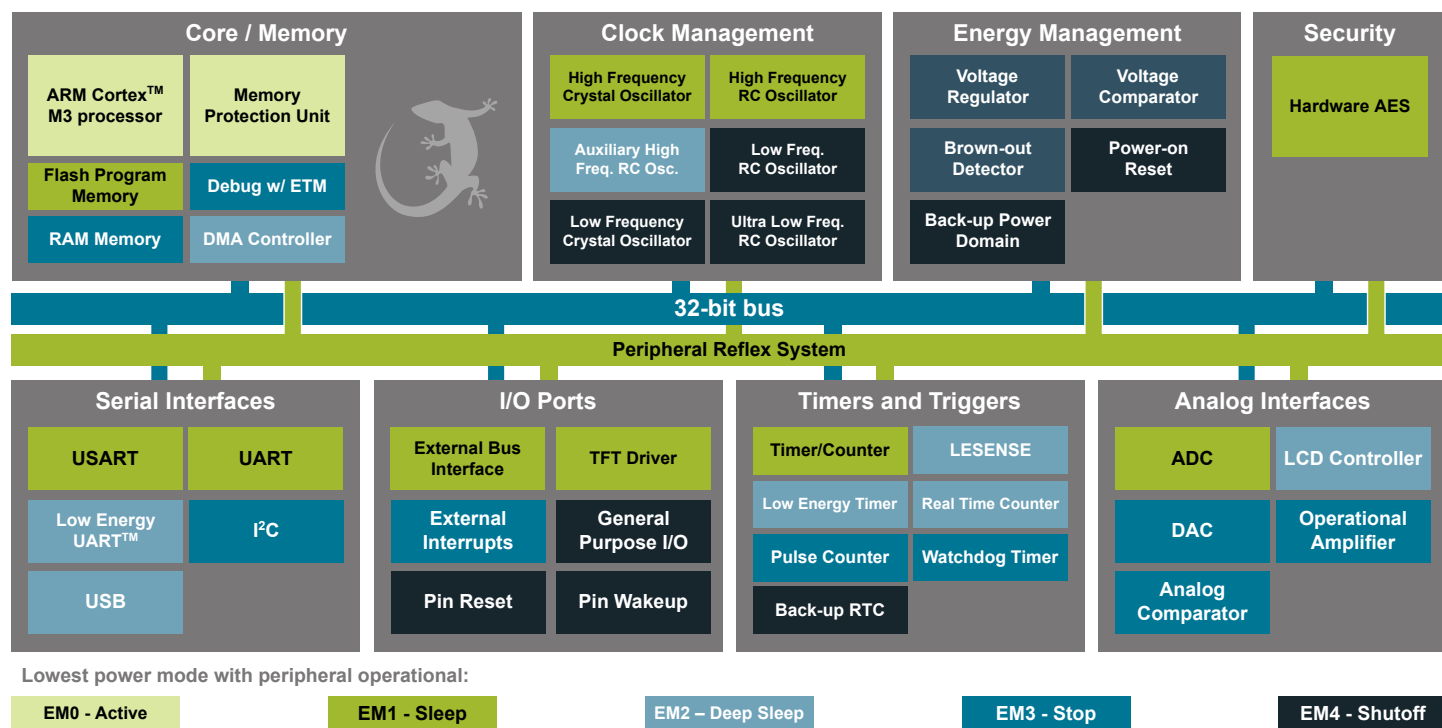 Core / Memory
ARM Cortex™
M3 processor
Memory
Protection Unit
Flash Program
Memory
Debug w/ ETM
RAM Memory
DMA Controller
Clock Management
High Frequency
Crystal Oscillator
High Frequency
RC Oscillator
Auxiliary High
Freq. RC Osc.
Low Freq.
RC Oscillator
Low Frequency
Crystal Oscillator
Ultra Low Freq.
RC Oscillator
Energy Management
Voltage
Regulator
Voltage
Comparator
Brown-out
Detector
Power-on
Reset
Back-up Power
Domain
Security
Hardware AES
32-bit bus
Peripheral Reflex System
Serial Interfaces
USART
UART
Low Energy
UART™
I²C
USB
I/O Ports
External Bus
Interface
TFT Driver
External
Interrupts
General
Purpose I/O
Pin Reset
Pin Wakeup
Timers and Triggers
Timer/Counter
LESENSE
Low Energy Timer
Real Time Counter
Pulse Counter
Watchdog Timer
Back-up RTC
Analog Interfaces
ADC
LCD Controller
DAC
Operational
Amplifier
Analog
Comparator
Lowest power mode with peripheral operational:
EM0 - Active
EM1 - Sleep
EM2 – Deep Sleep
EM3 - Stop
EM4 - Shutoff